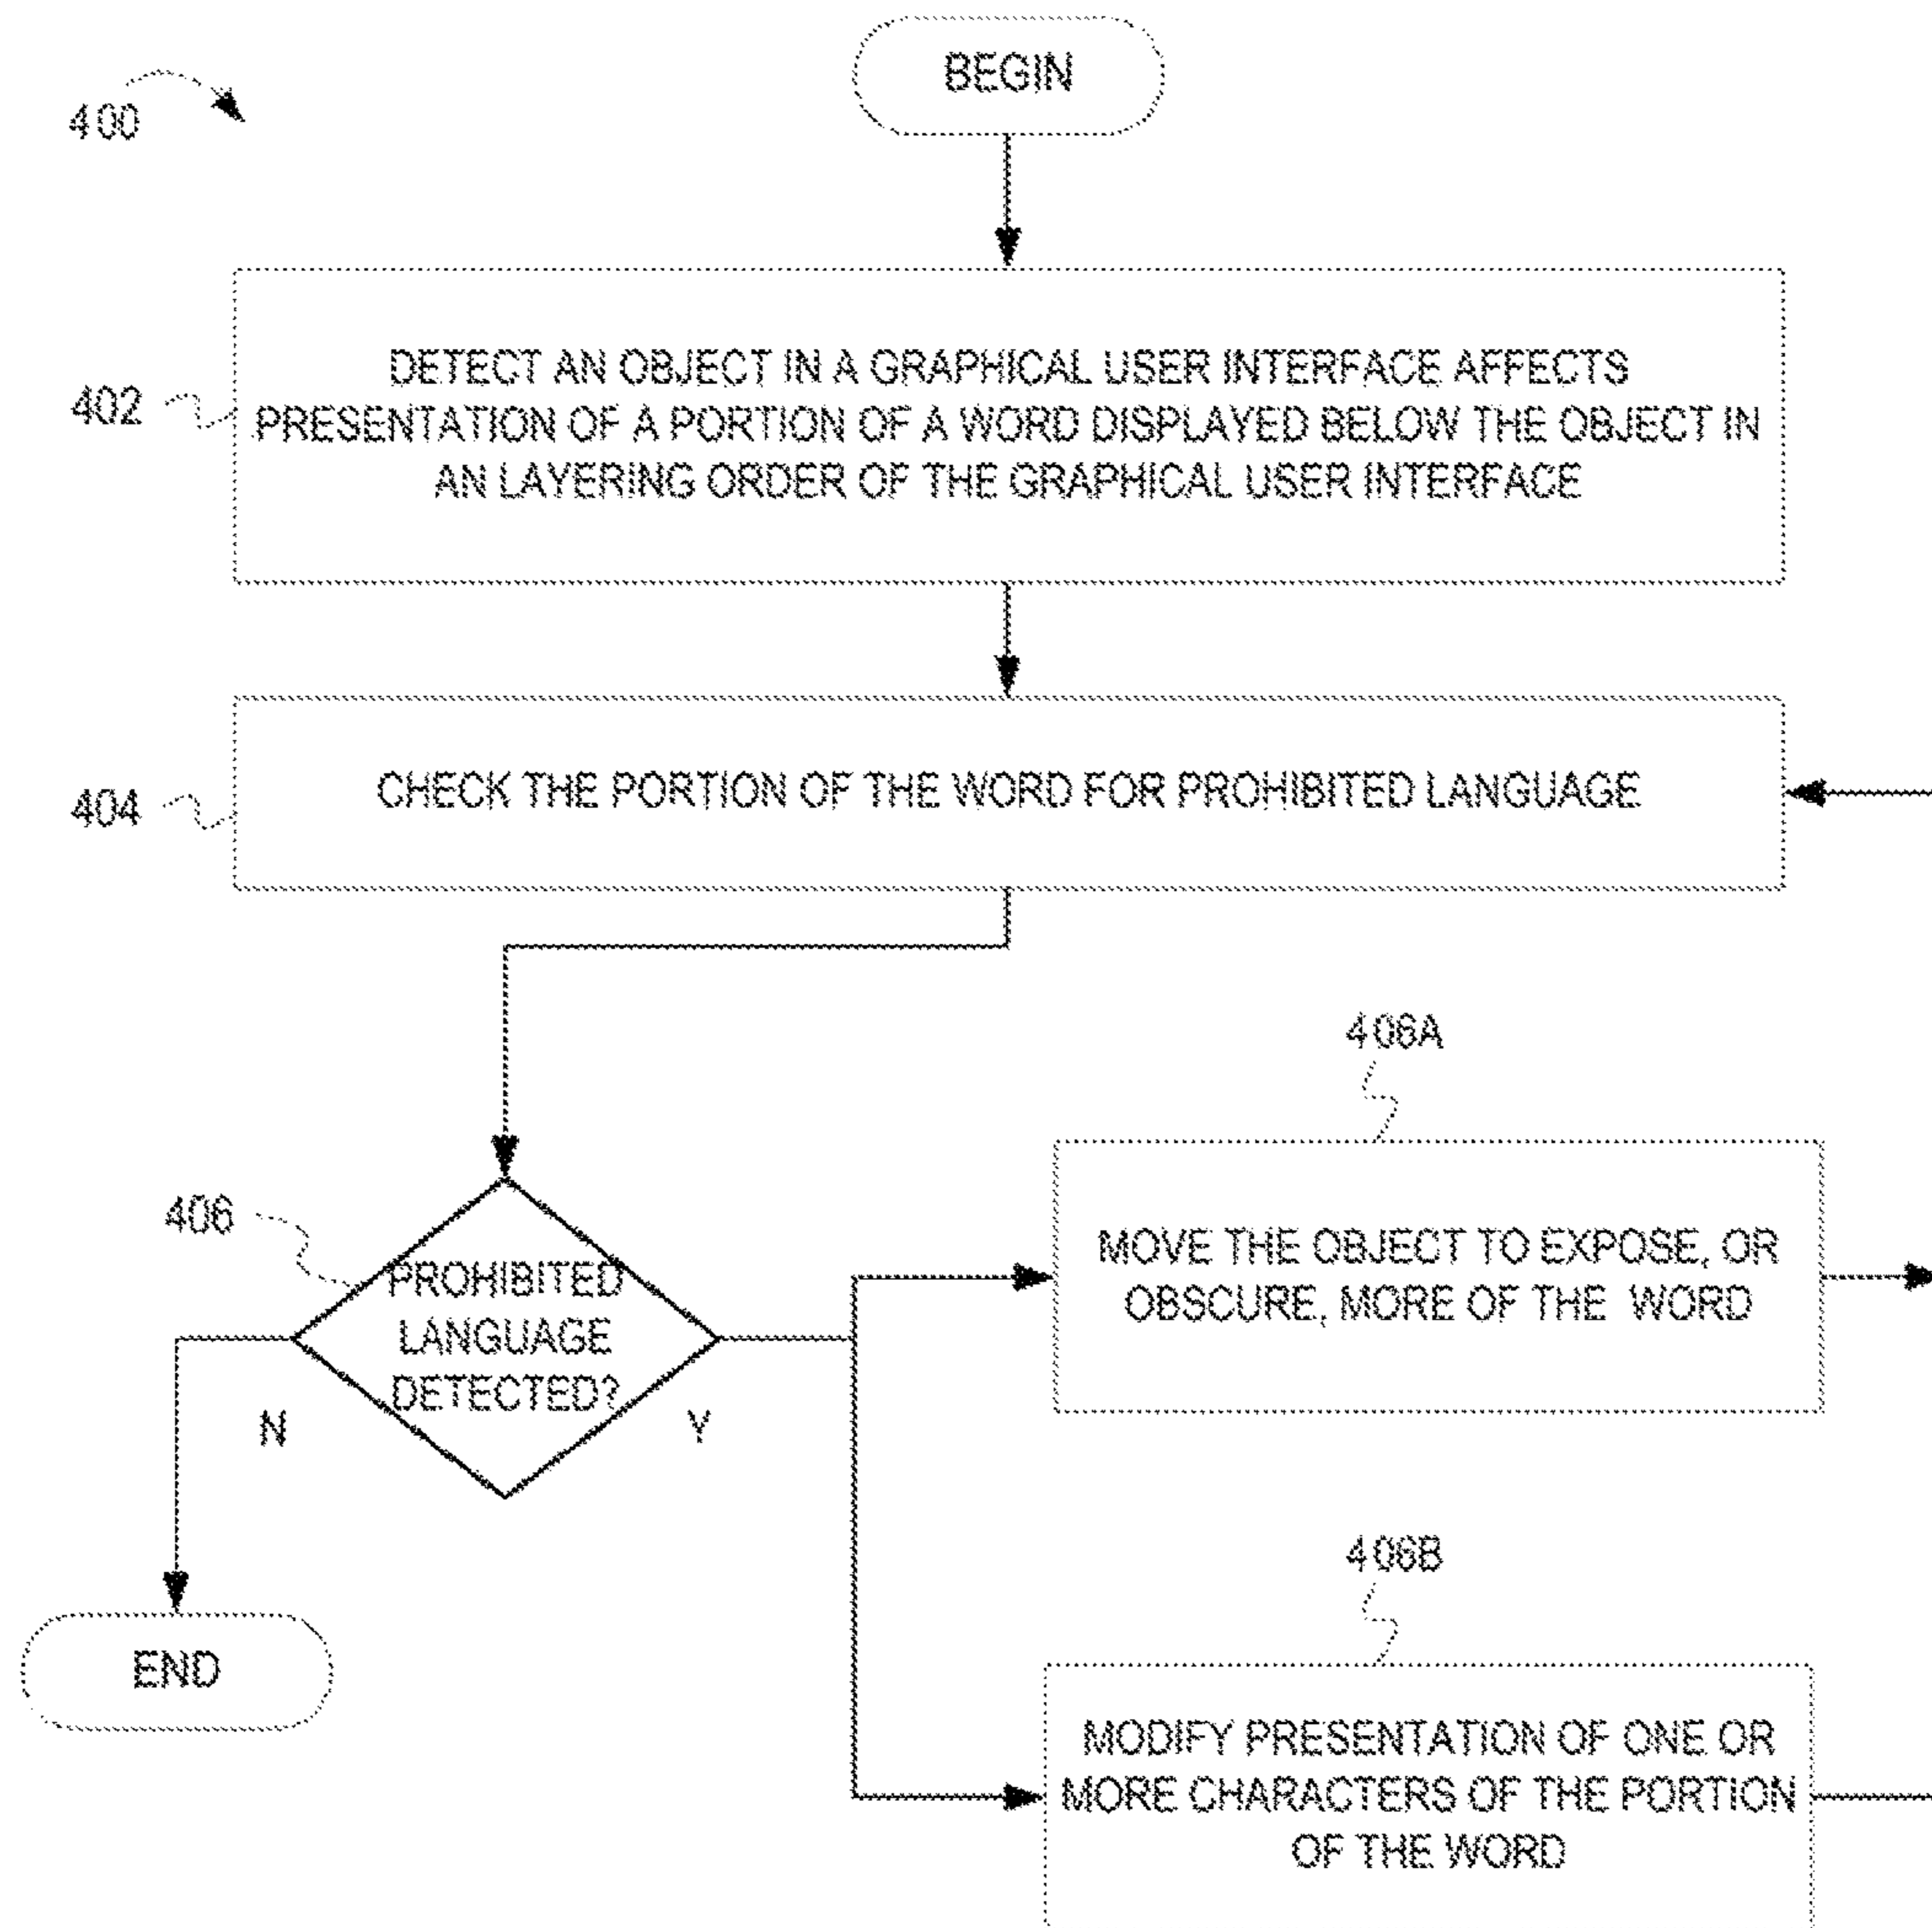 400
BEGIN
402
DETECT AN OBJECT IN A GRAPHICAL USER INTERFACE AFFECTS
PRESENTATION OF A PORTION OF A WORD DISPLAYED BELOW THE OBJECT IN
AN LAYERING ORDER OF THE GRAPHICAL USER INTERFACE
404
CHECK THE PORTION OF THE WORD FOR PROHIBITED LANGUAGE
406
PROHIBITED
LANGUAGE
DETECTED?
N
Y
END
406A
MOVE THE OBJECT TO EXPOSE, OR
OBSCURE, MORE OF THE WORD
406B
MODIFY PRESENTATION OF ONE OR
MORE CHARACTERS OF THE PORTION
OF THE WORD